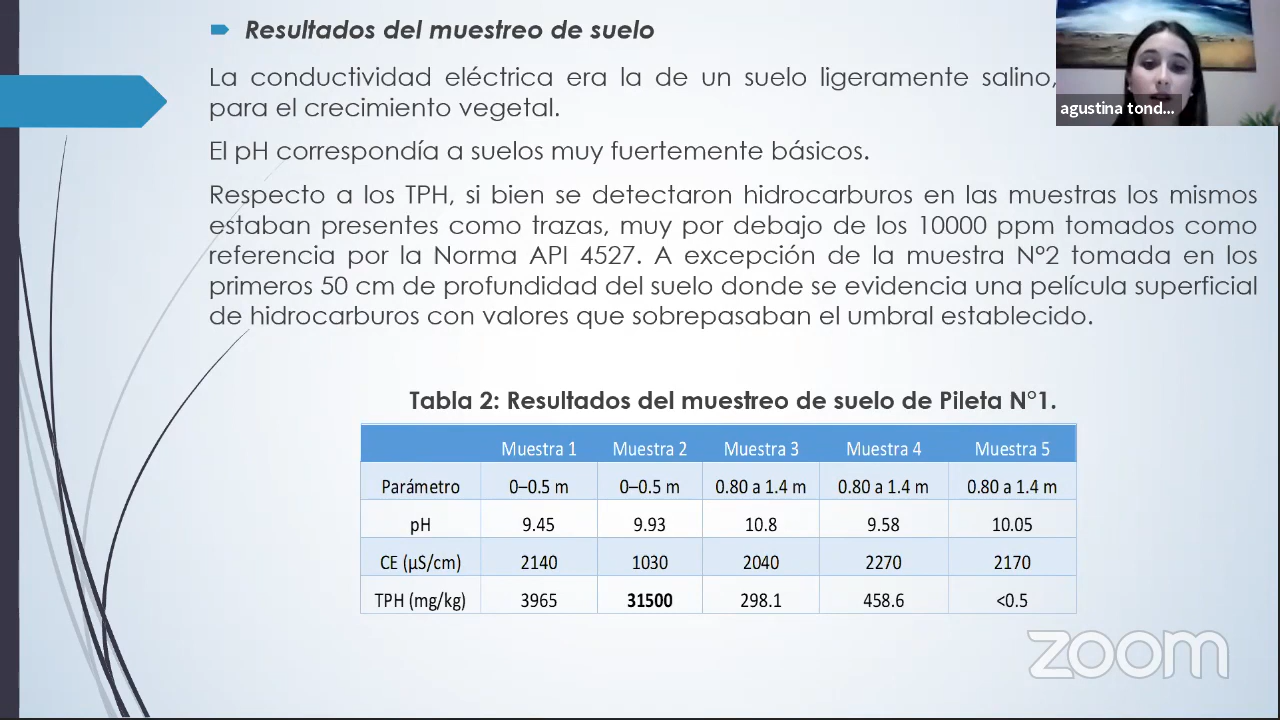 Resultados del muestreo de suelo
La conductividad eléctrica era la de un suelo ligeramente salino,
para el crecimiento vegetal.
El pH correspondía a suelos muy fuertemente básicos.
Respecto a los TPH, si bien se detectaron hidrocarburos en las muestras los mismos
estaban presentes como trazas, muy por debajo de los 10000 ppm tomados como
referencia por la Norma API 4527. A excepción de la muestra N°2 tomada en los
primeros 50 cm de profundidad del suelo donde se evidencia una película superficial
de hidrocarburos con valores que sobrepasaban el umbral establecido.
agustina tond...
Tabla 2: Resultados del muestreo de suelo de Pileta N°1.
Muestra 1 Muestra 2 Muestra 3 Muestra 4 Muestra 5
Parámetro 0–0.5 m 0–0.5 m 0.80 a 1.4 m 0.80 a 1.4 m 0.80 a 1.4 m
pH 9.45 9.93 10.8 9.58 10.05
CE (µS/cm) 2140 1030 2040 2270 2170
TPH (mg/kg) 3965 31500 298.1 458.6 <0.5
zoom